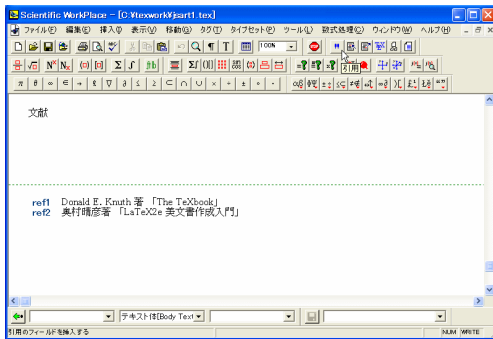 Scientific WorkPlace - [C:¥texwork¥jsart1.tex]
ファイル(F) 編集(E) 挿入(I) 表示(V) 移動(G) タグ(T) タイプセット(P) ツール(L) 数式処理(C) ウィンドウ(W) ヘルプ(H)
100%
引用
文献
ref1 Donald E. Knuth 著 「The TeXbook」
ref2 奥村晴彦著 「LaTeX2e 美文書作成入門」
テキスト体(Body Text
引用のフィールドを挿入する
NUM WRITE